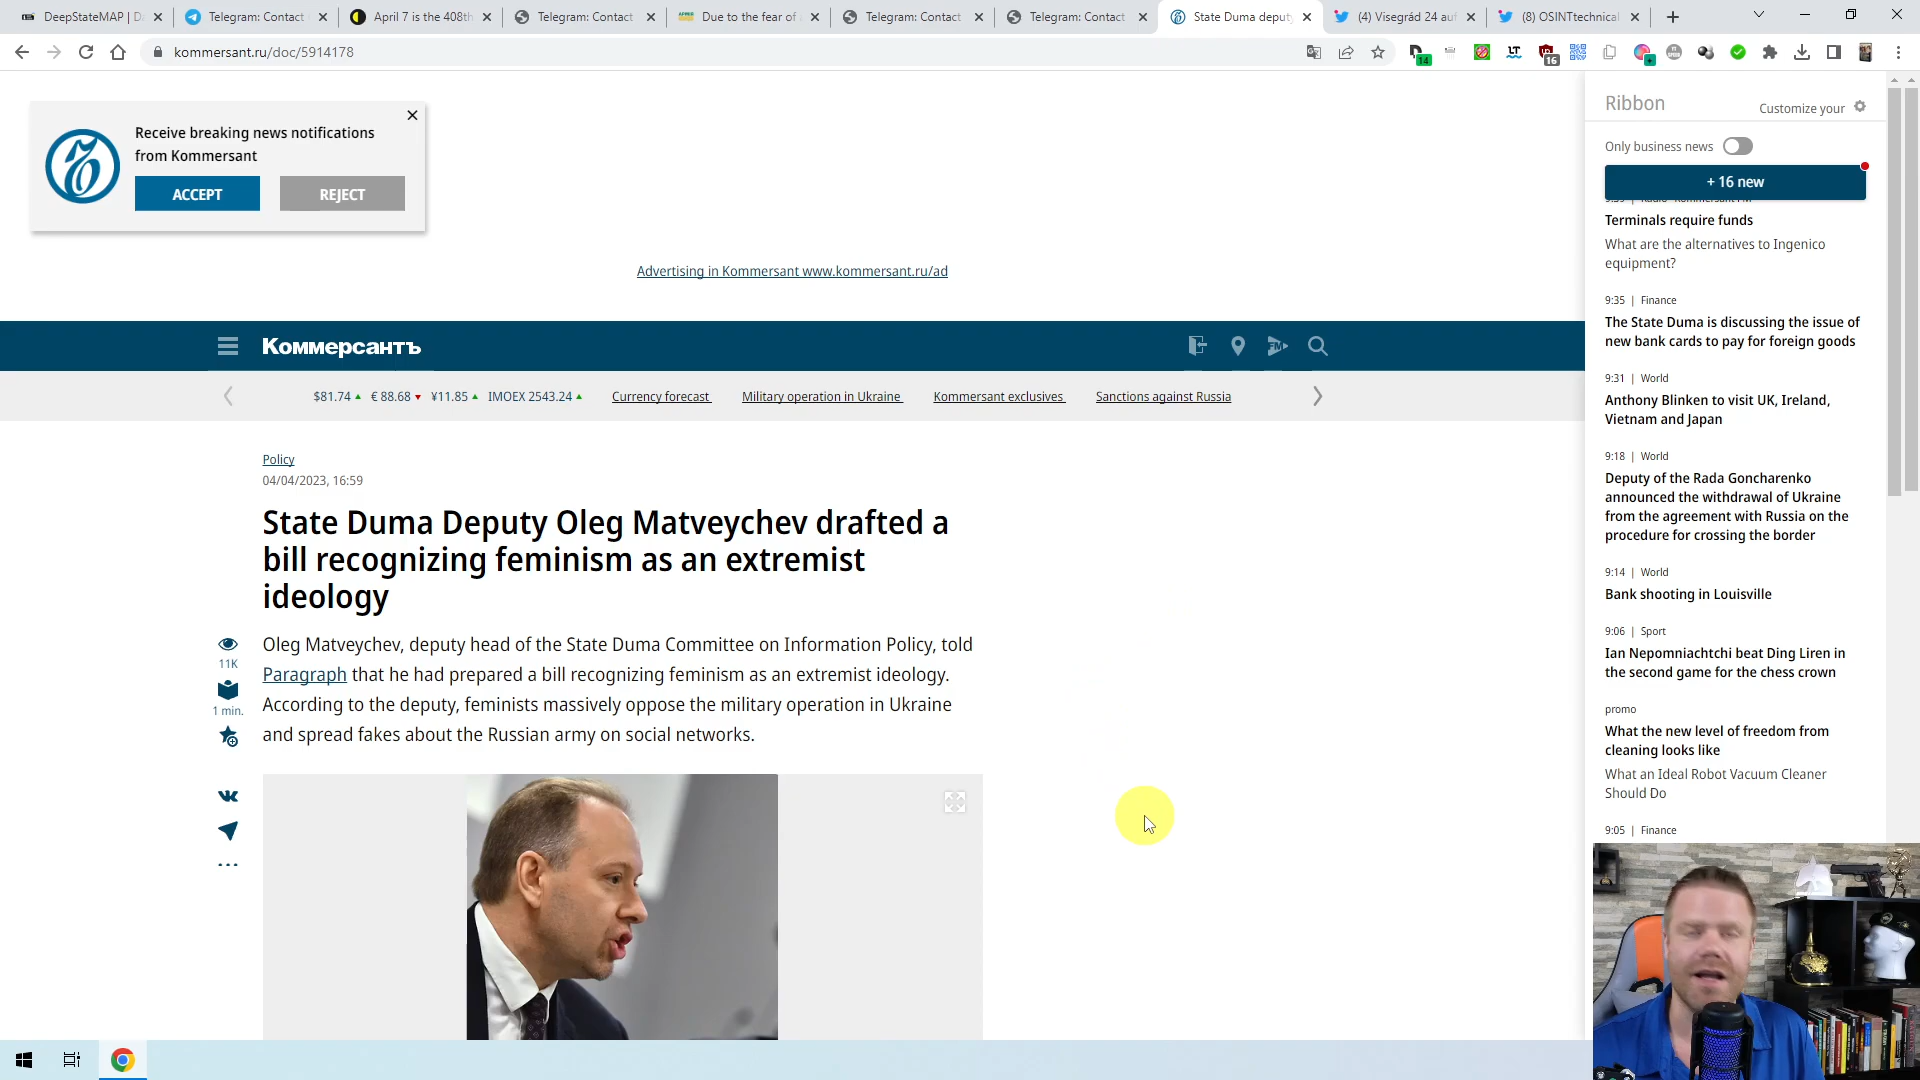 DeepStateMAP | D
Telegram: Contact
April 7 is the 408th
Telegram: Contact
Due to the fear of
Telegram: Contact
Telegram: Contact
State Duma deputy
(4) Visegrád 24 auf
(8) OSINTtechnical
kommersant.ru/doc/5914178
14
16
Receive breaking news notifications
from Kommersant
ACCEPT
REJECT
Advertising in Kommersant www.kommersant.ru/ad
Коммерсантъ
FM
$81.74 € 88.68 ¥11.85 IMOEX 2543.24 Currency forecast Military operation in Ukraine Kommersant exclusives Sanctions against Russia
Policy
04/04/2023, 16:59
State Duma Deputy Oleg Matveychev drafted a
bill recognizing feminism as an extremist
ideology
11K
1 min.
Oleg Matveychev, deputy head of the State Duma Committee on Information Policy, told
Paragraph that he had prepared a bill recognizing feminism as an extremist ideology.
According to the deputy, feminists massively oppose the military operation in Ukraine
and spread fakes about the Russian army on social networks.
Ribbon
Customize your
Only business news
+ 16 new
Terminals require funds
What are the alternatives to Ingenico
equipment?
9:35 | Finance
The State Duma is discussing the issue of
new bank cards to pay for foreign goods
9:31 | World
Anthony Blinken to visit UK, Ireland,
Vietnam and Japan
9:18 | World
Deputy of the Rada Goncharenko
announced the withdrawal of Ukraine
from the agreement with Russia on the
procedure for crossing the border
9:14 | World
Bank shooting in Louisville
9:06 | Sport
Ian Nepomniachtchi beat Ding Liren in
the second game for the chess crown
promo
What the new level of freedom from
cleaning looks like
What an Ideal Robot Vacuum Cleaner
Should Do
9:05 | Finance